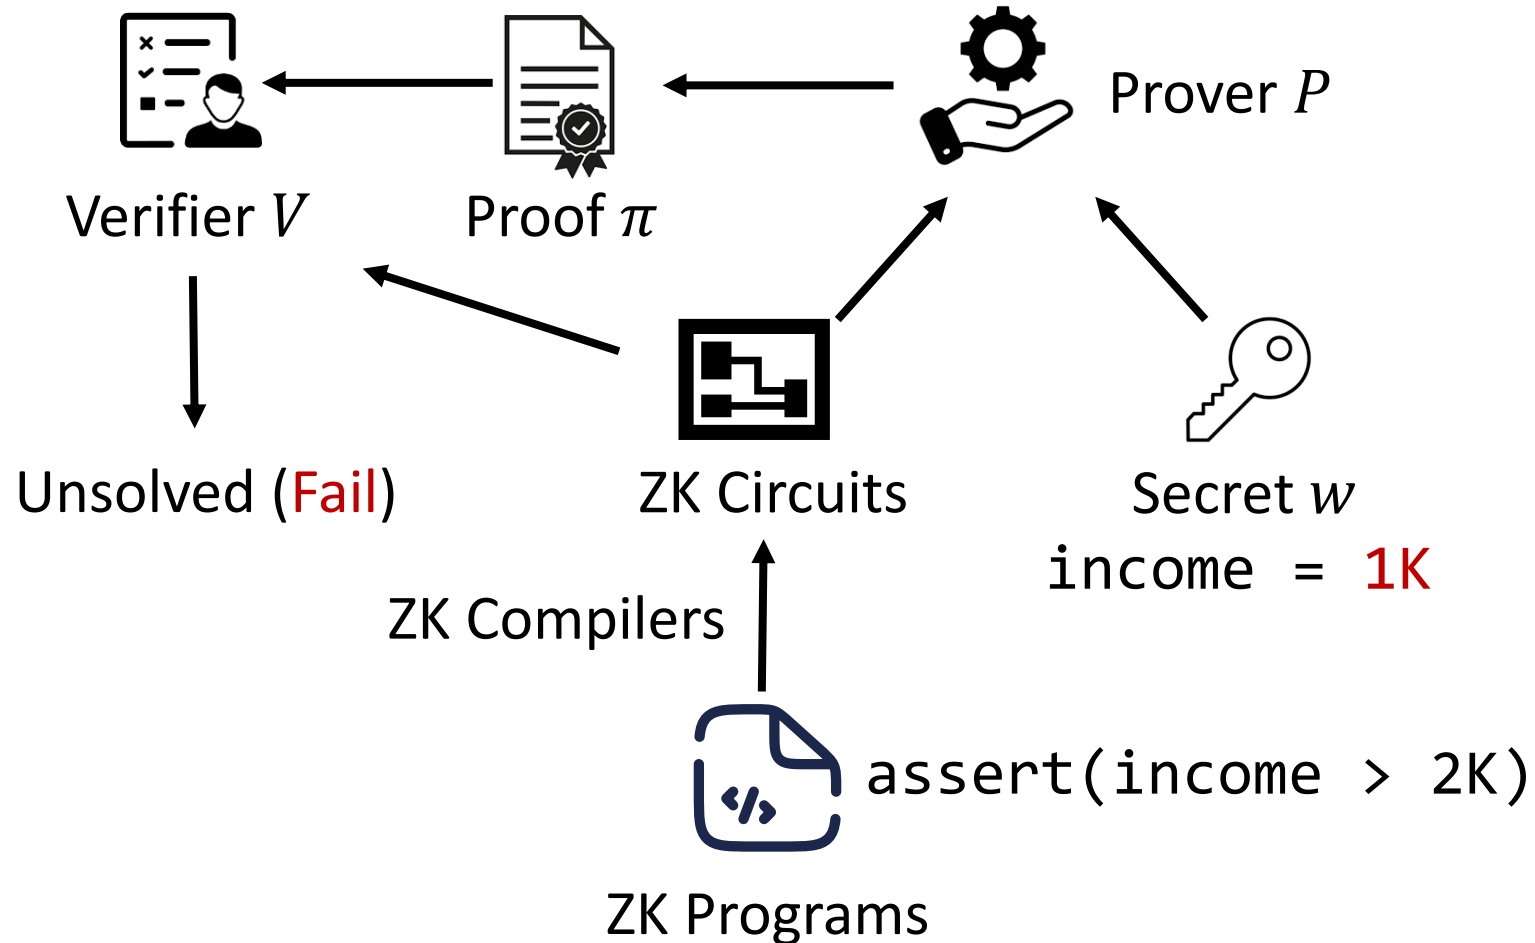 Prover P
Verifier V
Proof π
Unsolved (Fail)
ZK Circuits
Secret w
income = 1K
ZK Compilers
</>
assert(income > 2K)
ZK Programs